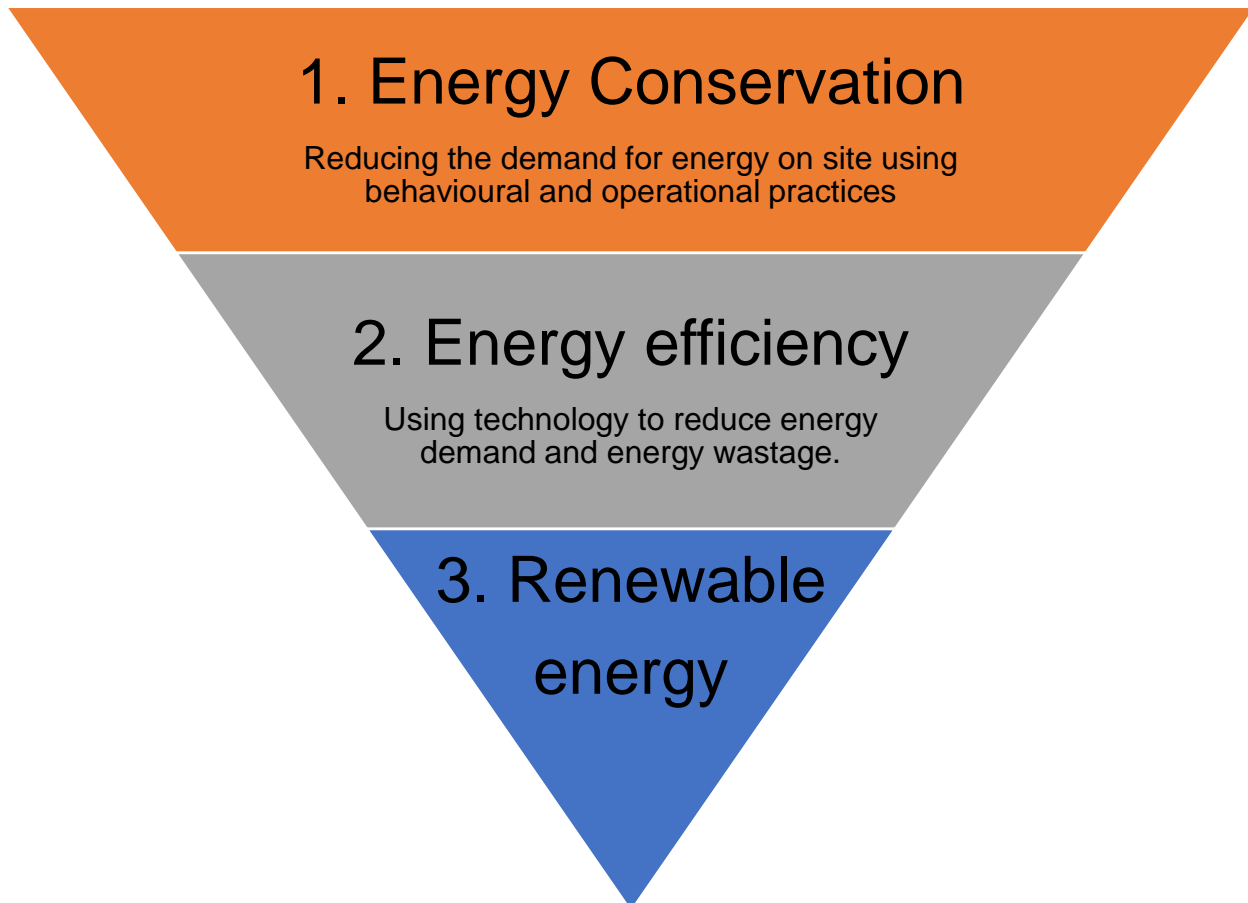 1. Energy Conservation
Reducing the demand for energy on site using
behavioural and operational practices
2. Energy efficiency
Using technology to reduce energy
demand and energy wastage.
3. Renewable
energy